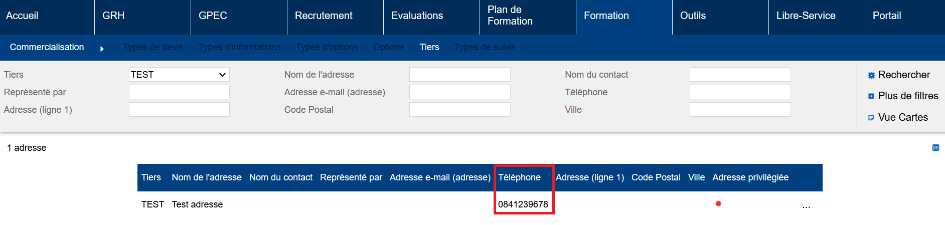 Accueil GRH GPEC Recrutement Evaluations Plan de Formation Formation Outils Libre-Service Portail
Commercialisation Types de devis Types d'informations Types d'options Options Tiers Types de suivis
Tiers TEST Nom de l'adresse Nom du contact Rechercher
Représenté par Adresse e-mail (adresse) Téléphone Plus de filtres
Adresse (ligne 1) Code Postal Ville Vue Cartes
1 adresse
Tiers Nom de l'adresse Nom du contact Représenté par Adresse e-mail (adresse) Téléphone Adresse (ligne 1) Code Postal Ville Adresse privilégiée
TEST Test adresse 0841239678 ...